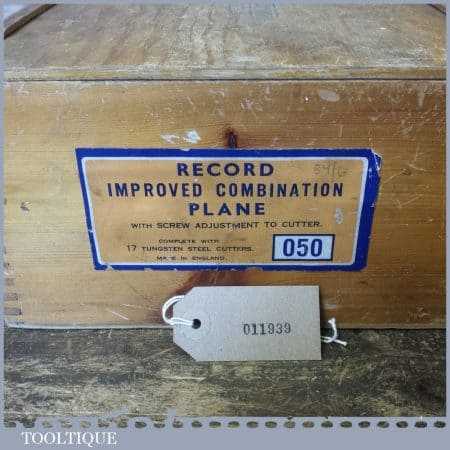 RECORD
IMPROVED COMBINATION
PLANE
WITH SCREW ADJUSTMENT TO CUTTER.
COMPLETE WITH
17 TUNGSTEN STEEL CUTTERS.
MADE IN ENGLAND.
050
011939
TOOLTIQUE